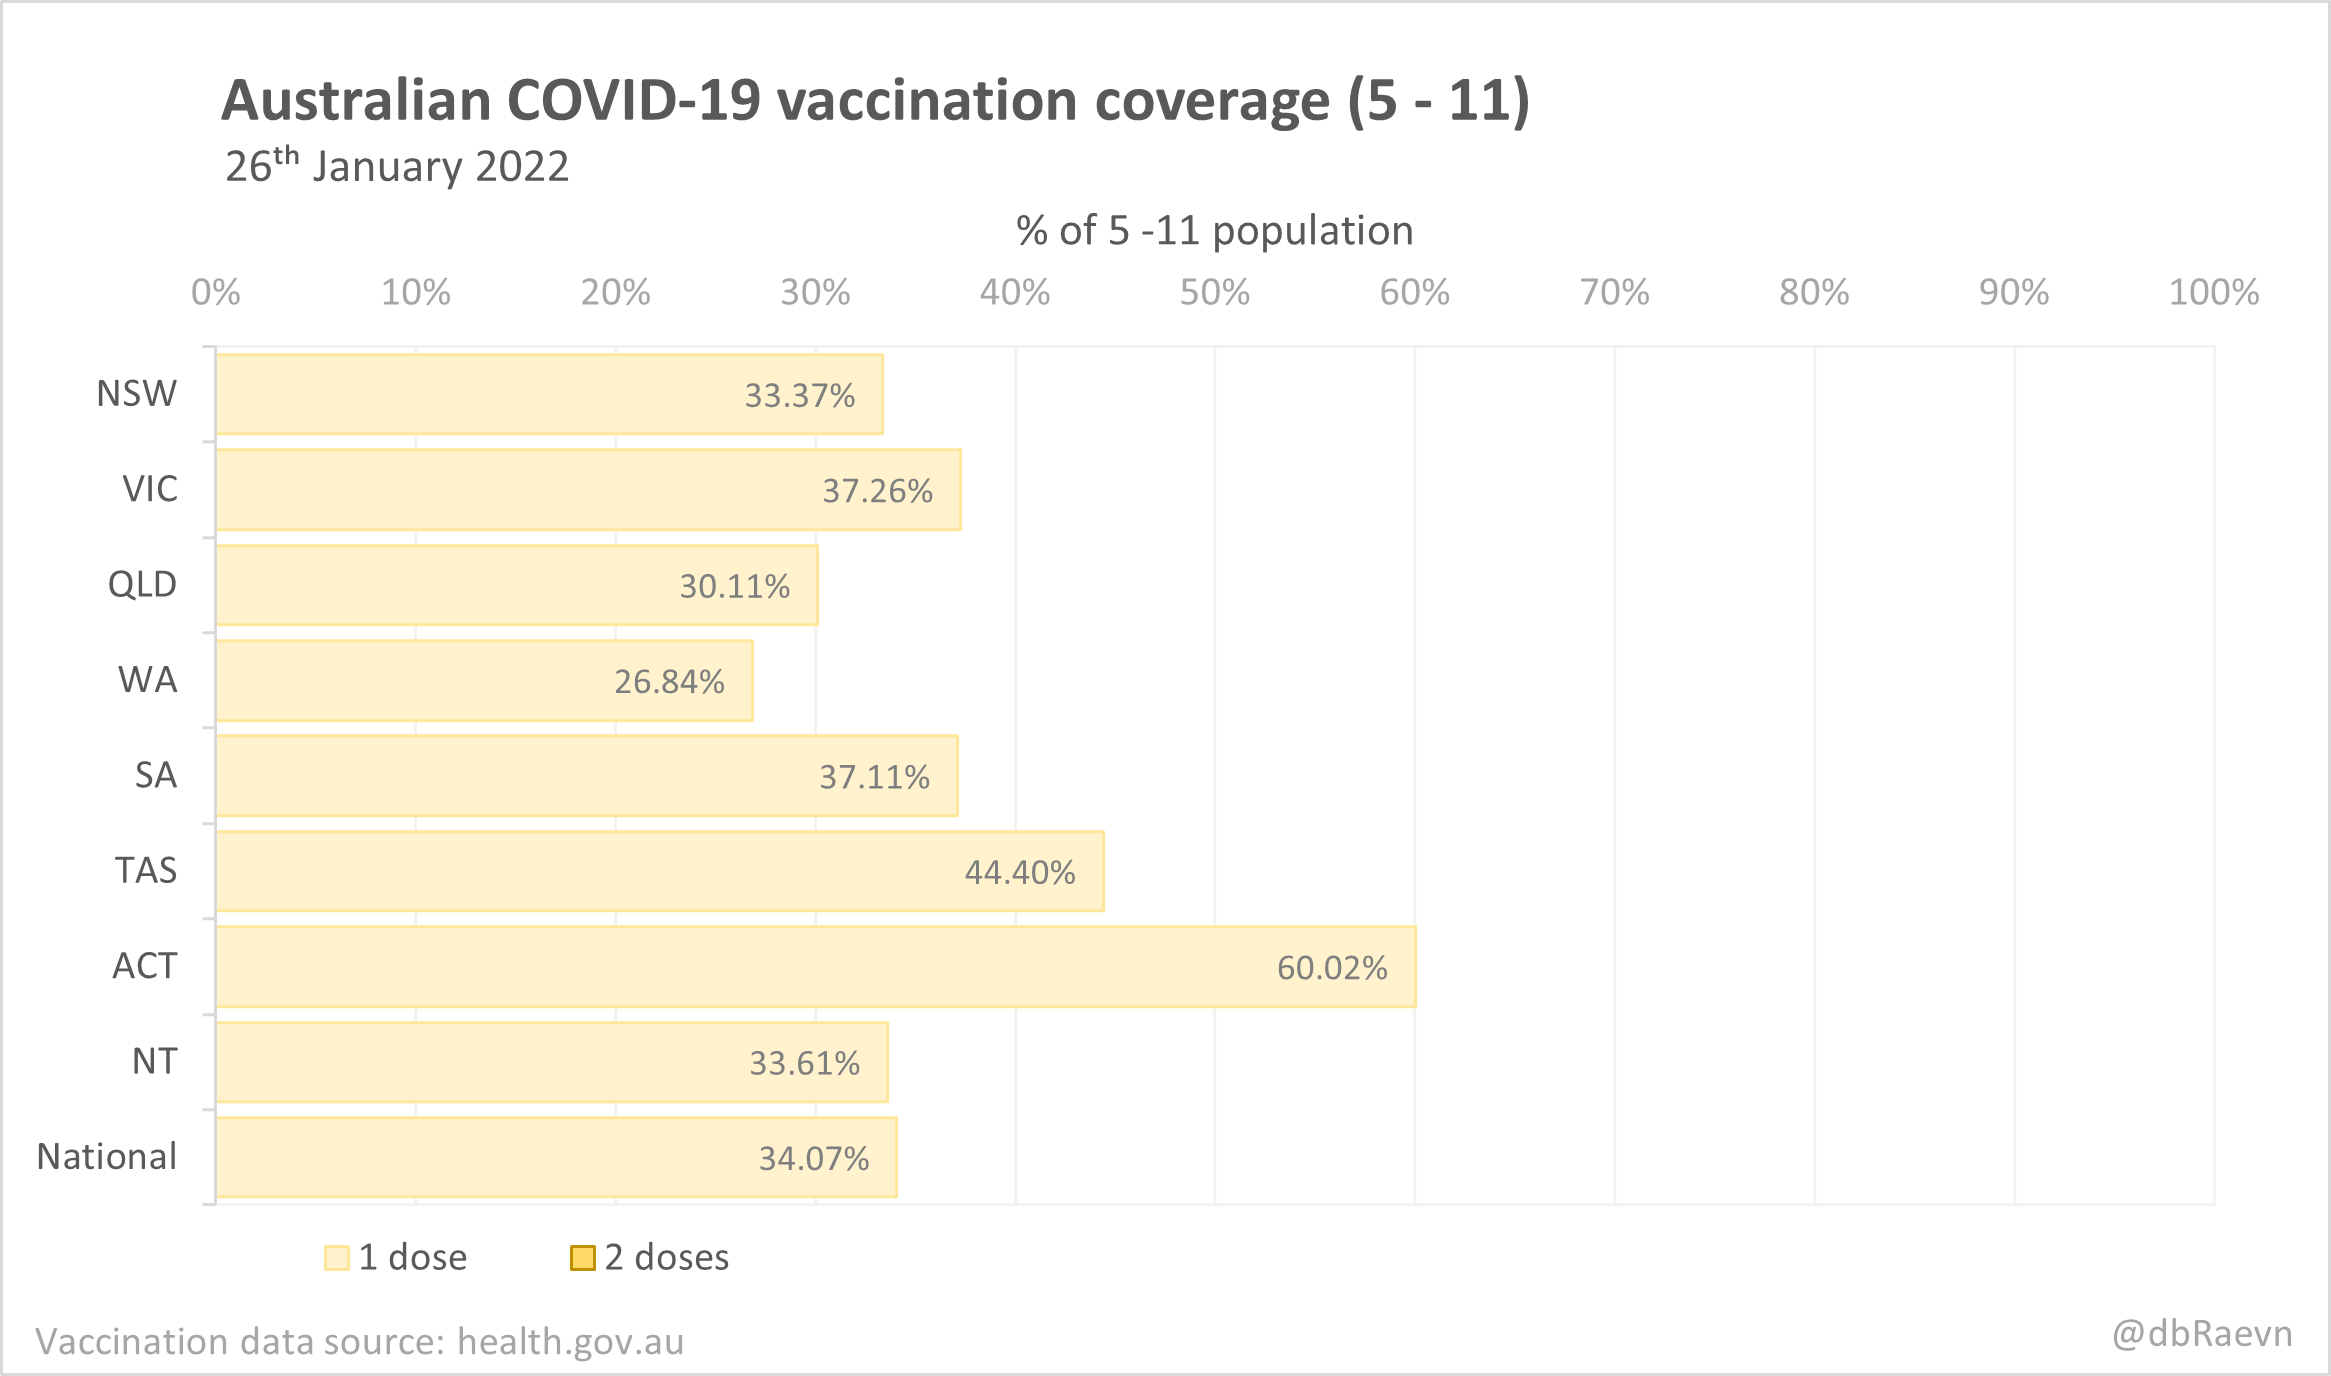 Australian COVID-19 vaccination coverage (5 - 11)
26th January 2022
% of 5 -11 population
0% 10% 20% 30% 40% 50% 60% 70% 80% 90% 100%
NSW 33.37%
VIC 37.26%
QLD 30.11%
WA 26.84%
SA 37.11%
TAS 44.40%
ACT 60.02%
NT 33.61%
National 34.07%
1 dose 2 doses
Vaccination data source: health.gov.au
@dbRaevn